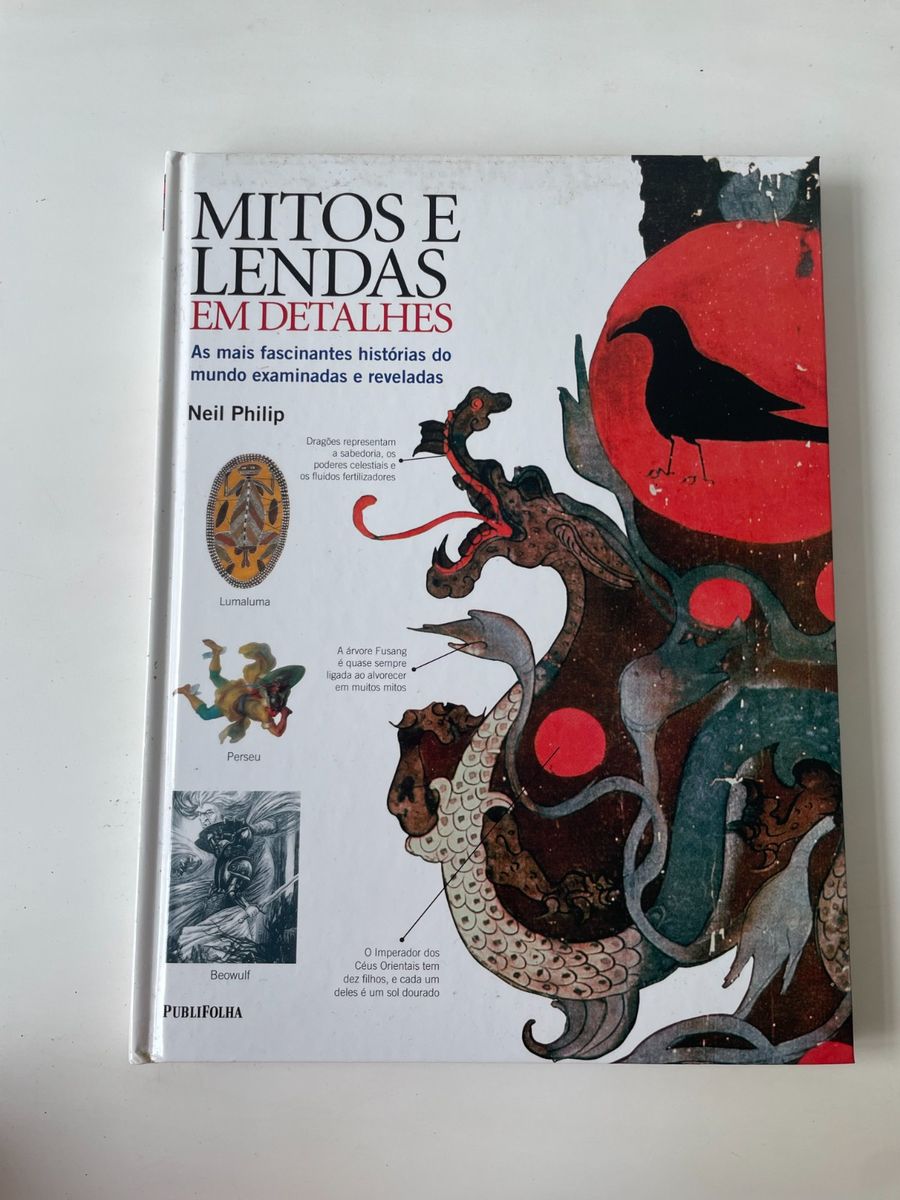 MITOS E
LENDAS
EM DETALHES
As mais fascinantes histórias do
mundo examinadas e reveladas
Neil Philip
Dragões representam
a sabedoria, os
poderes celestiais e
os fluidos fertilizadores
Lumaluma
A árvore Fusang
é quase sempre
ligada ao alvorecer
em muitos mitos
Perseu
Beowulf
O Imperador dos
Céus Orientais tem
dez filhos, e cada um
deles é um sol dourado
PUBLIFOLHA